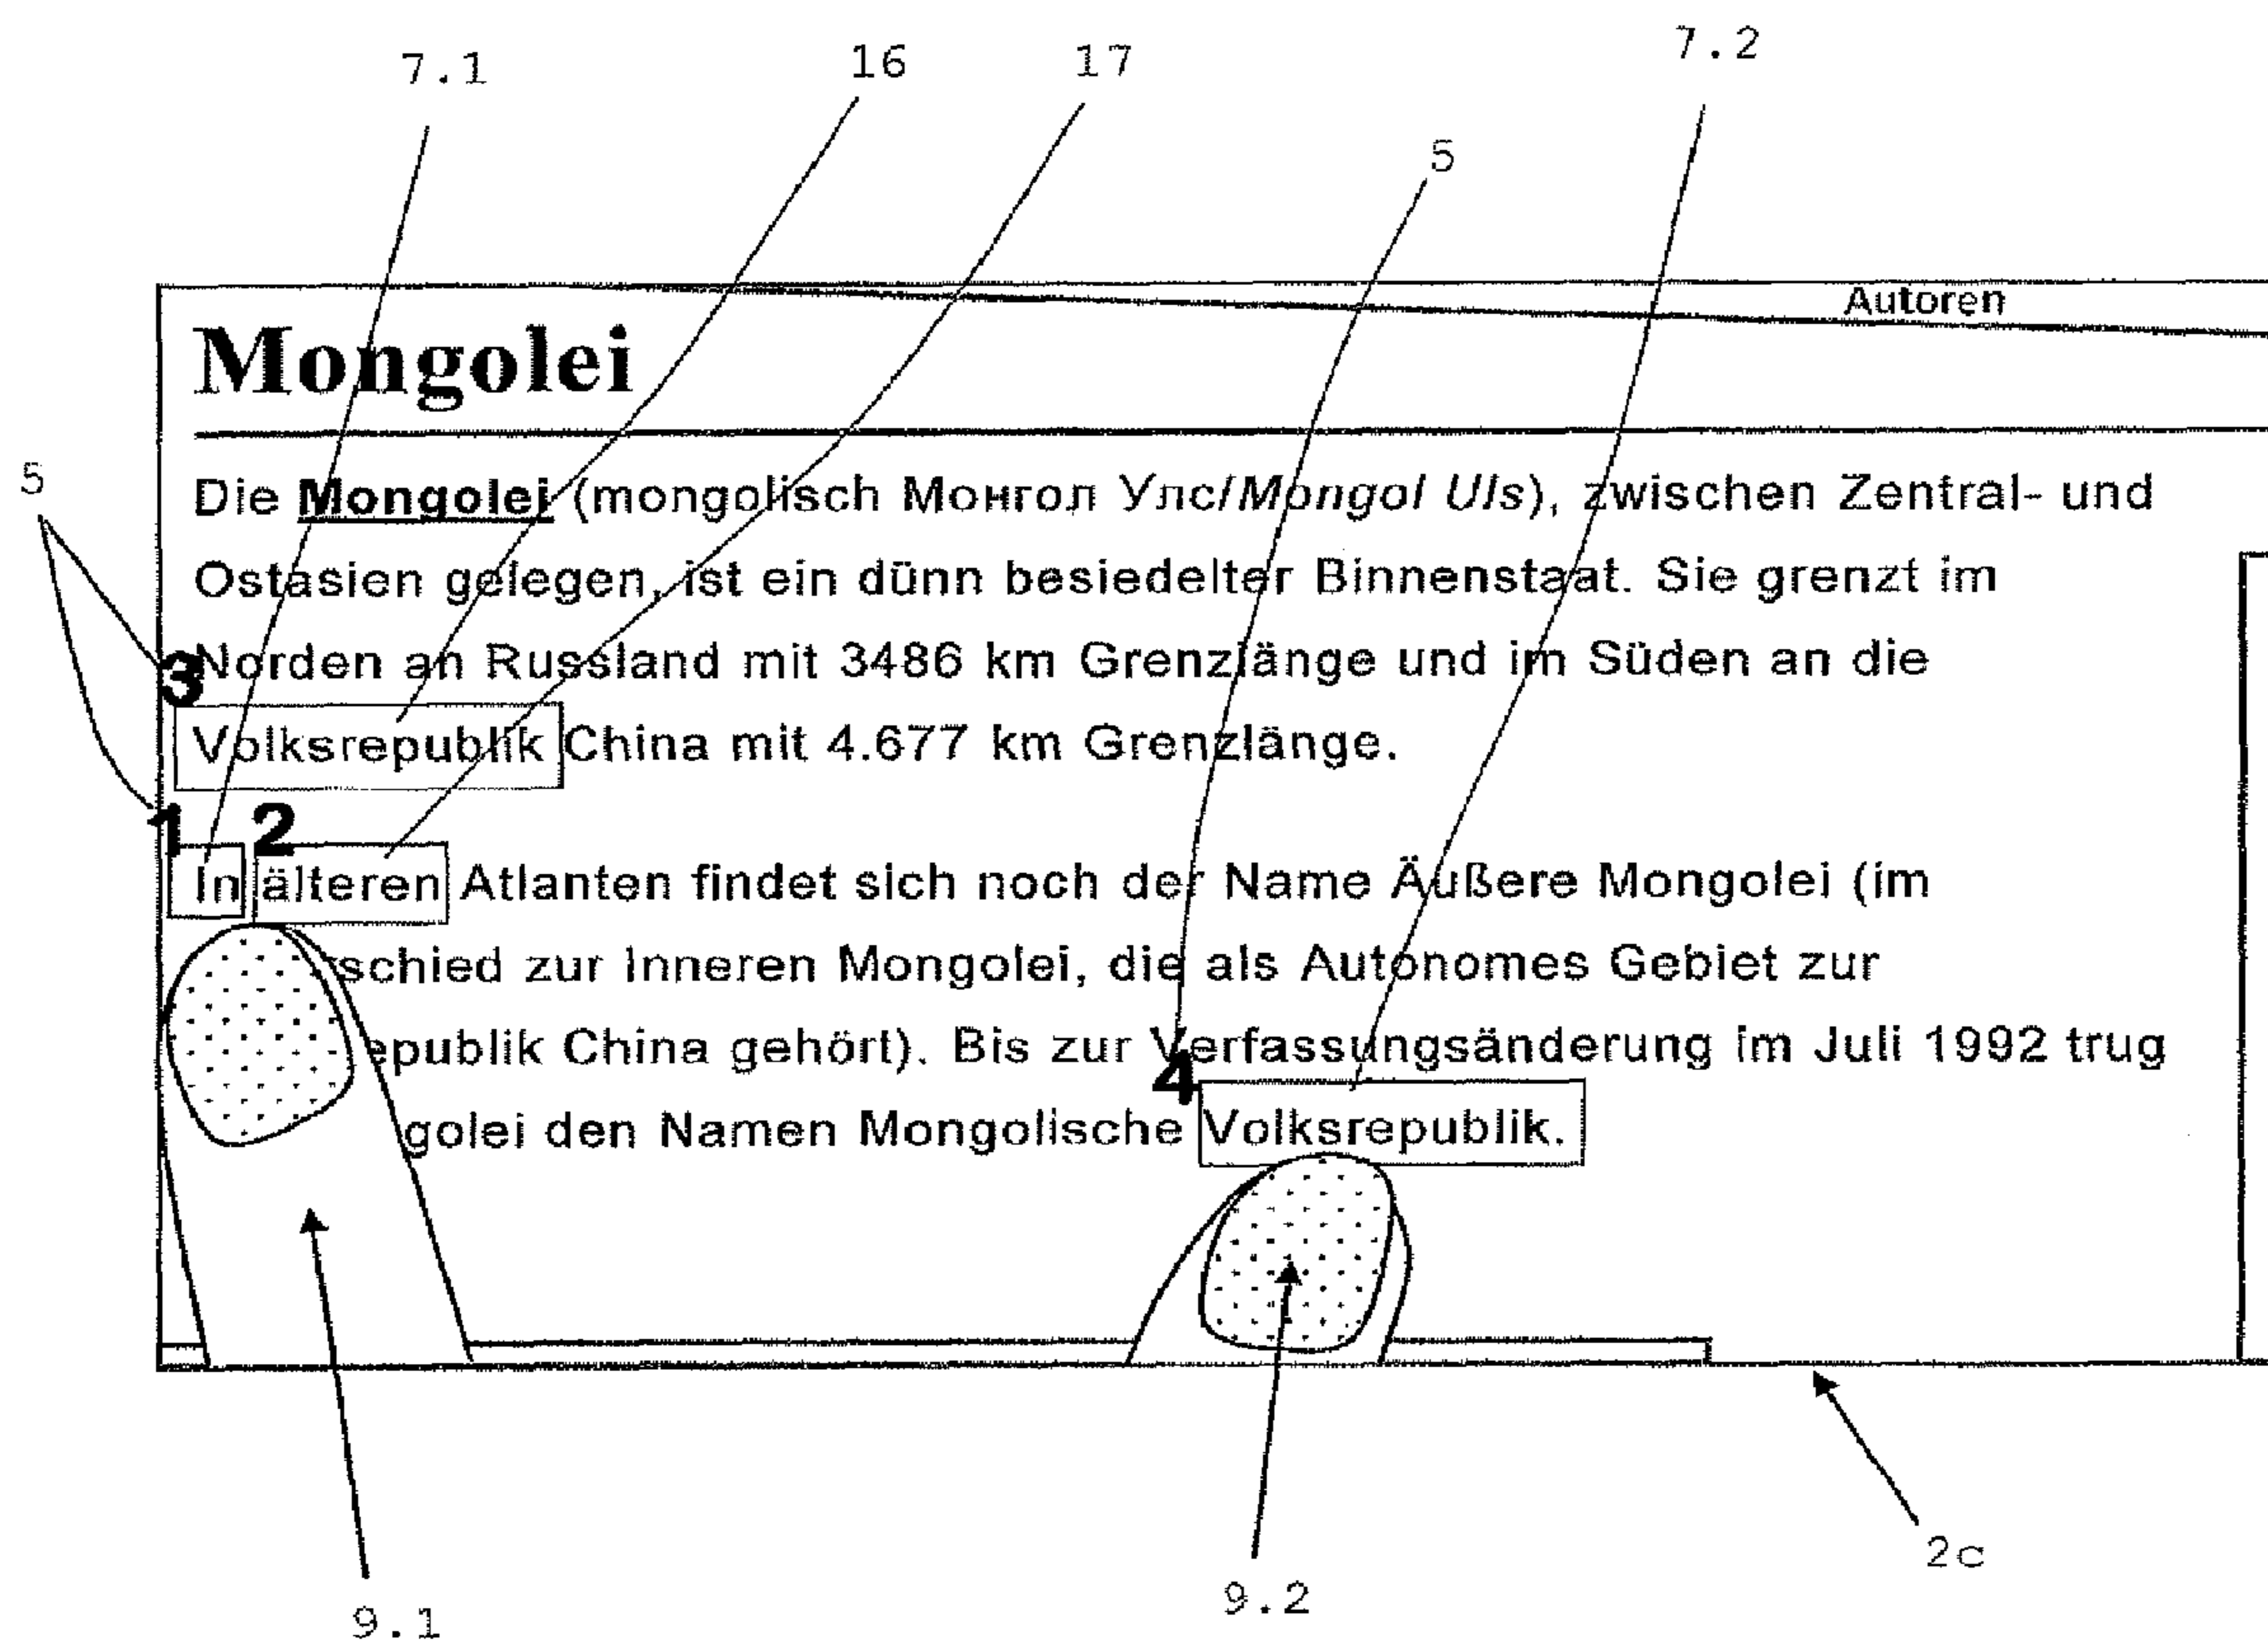 7.1 16 17 7.2
5
Autoren
Mongolei
5
Die Mongolei (mongolisch Монгол Улс/Mongol Uls), zwischen Zentral- und
Ostasien gelegen, ist ein dünn besiedelter Binnenstaat. Sie grenzt im
3 Norden an Russland mit 3486 km Grenzlänge und im Süden an die
Volksrepublik China mit 4.677 km Grenzlänge.
1 2
In älteren Atlanten findet sich noch der Name Äußere Mongolei (im
rschied zur Inneren Mongolei, die als Autonomes Gebiet zur
epublik China gehört). Bis zur Verfassungsänderung im Juli 1992 trug
4
golei den Namen Mongolische Volksrepublik.
2c
9.1 9.2